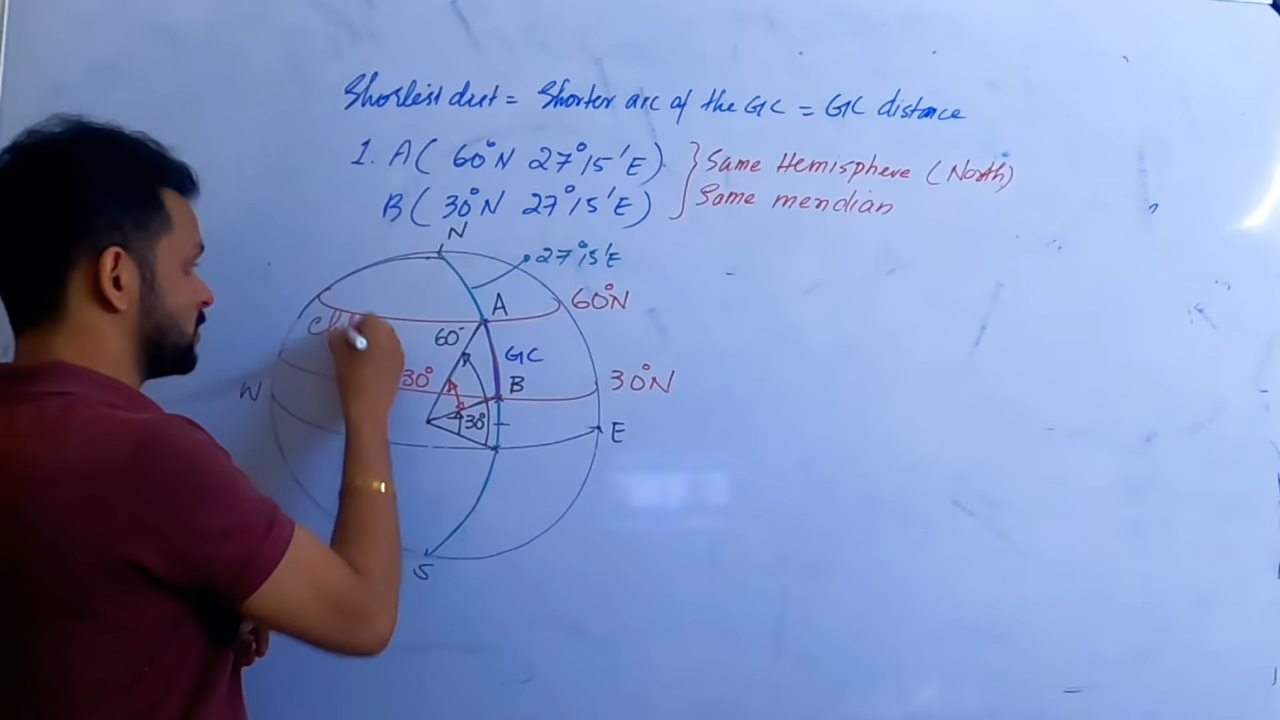 Shortest dist = Shorter arc of the GC = GC distance
1. A( 60°N 27°15'E) } Same Hemisphere (North)
B( 30°N 27°15'E) } Same meridian
N
27°15'E
A
60°N
60°
GC
30°
B
30°N
W
30°
E
S